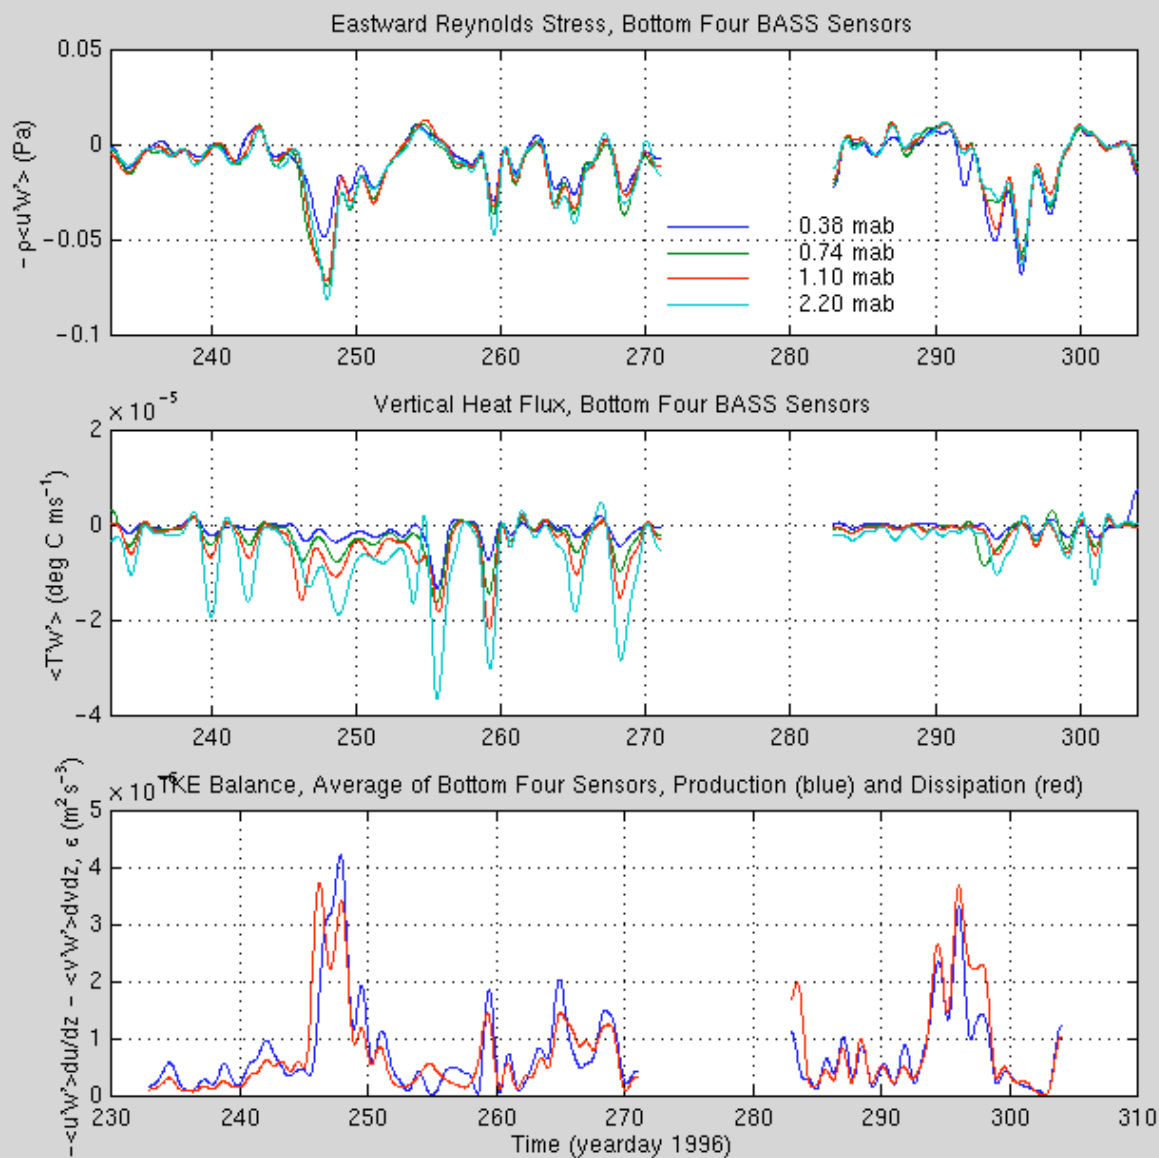 Eastward Reynolds Stress, Bottom Four BASS Sensors
− ρ<u'w'> (Pa)
0.05
0
−0.05
−0.1
0.38 mab
0.74 mab
1.10 mab
2.20 mab
240 250 260 270 280 290 300
Vertical Heat Flux, Bottom Four BASS Sensors
× 10⁻⁵
<T'w'> (deg C ms⁻¹)
2
0
−2
−4
240 250 260 270 280 290 300
TKE Balance, Average of Bottom Four Sensors, Production (blue) and Dissipation (red)
−<u'w'>du/dz − <v'w'>dvdz, ε (m² s⁻³)
5
4
3
2
1
0
230 240 250 260 270 280 290 300 310
Time (yearday 1996)